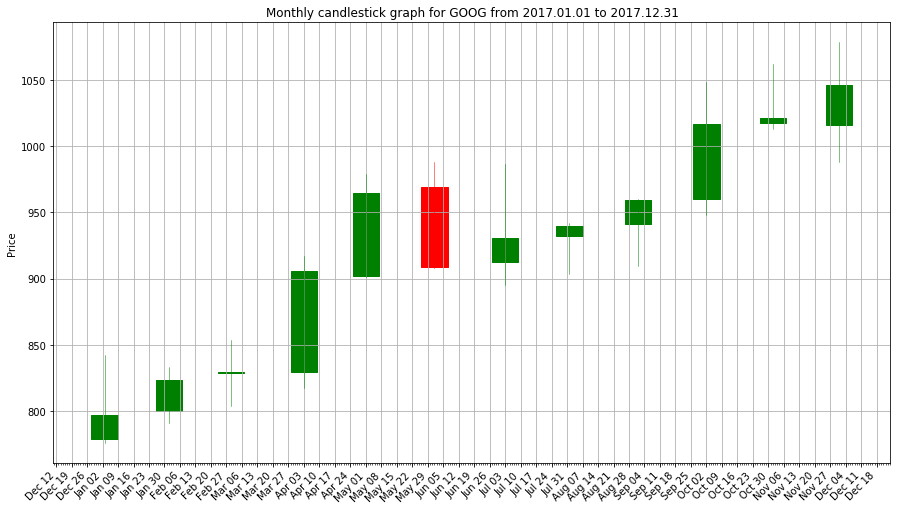 Monthly candlestick graph for GOOG from 2017.01.01 to 2017.12.31
Price
1050
1000
950
900
850
800
Dec 12
Dec 19
Dec 26
Jan 02
Jan 09
Jan 16
Jan 23
Jan 30
Feb 06
Feb 13
Feb 20
Feb 27
Mar 06
Mar 13
Mar 20
Mar 27
Apr 03
Apr 10
Apr 17
Apr 24
May 01
May 08
May 15
May 22
May 29
Jun 05
Jun 12
Jun 19
Jun 26
Jul 03
Jul 10
Jul 17
Jul 24
Jul 31
Aug 07
Aug 14
Aug 21
Aug 28
Sep 04
Sep 11
Sep 18
Sep 25
Oct 02
Oct 09
Oct 16
Oct 23
Oct 30
Nov 06
Nov 13
Nov 20
Nov 27
Dec 04
Dec 11
Dec 18